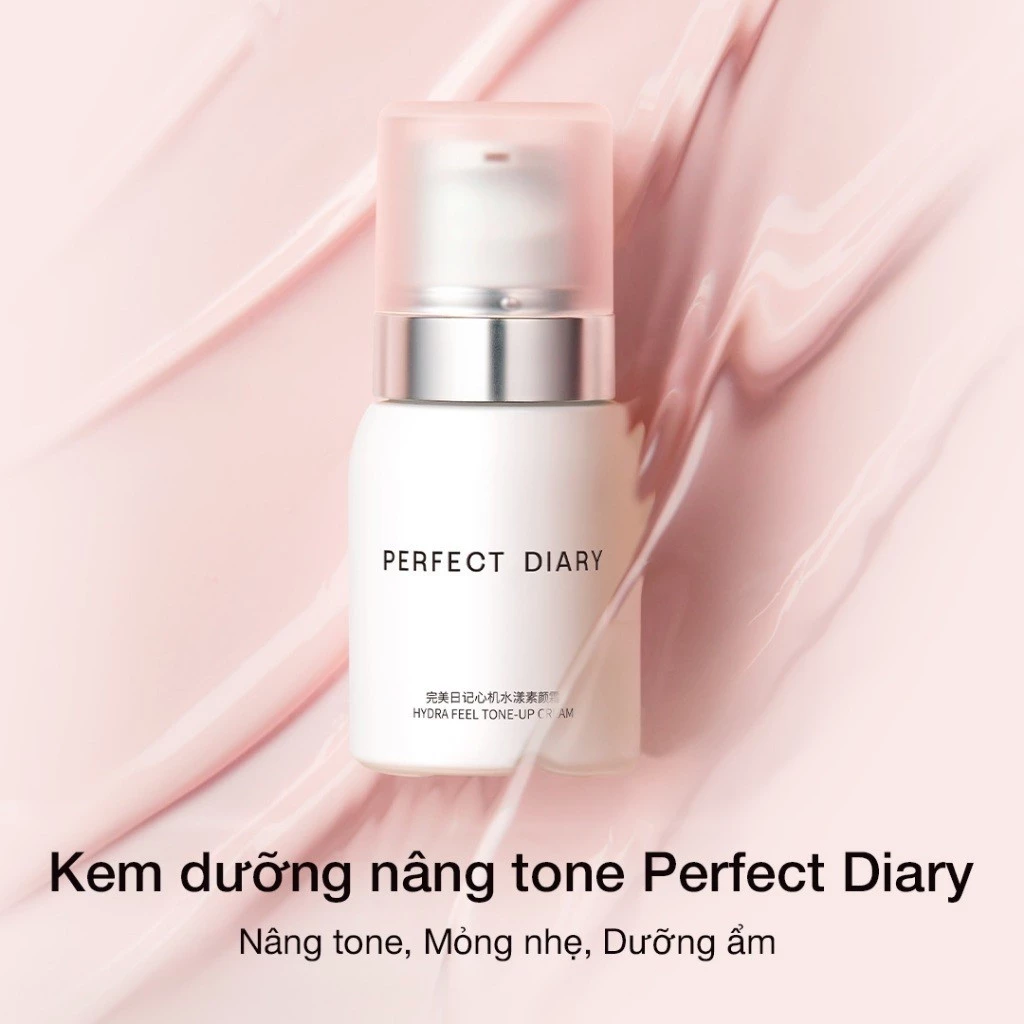 PERFECT DIARY
完美日记心机水漾素颜霜
HYDRA FEEL TONE-UP CREAM
Kem dưỡng nâng tone Perfect Diary
Nâng tone, Mỏng nhẹ, Dưỡng ẩm